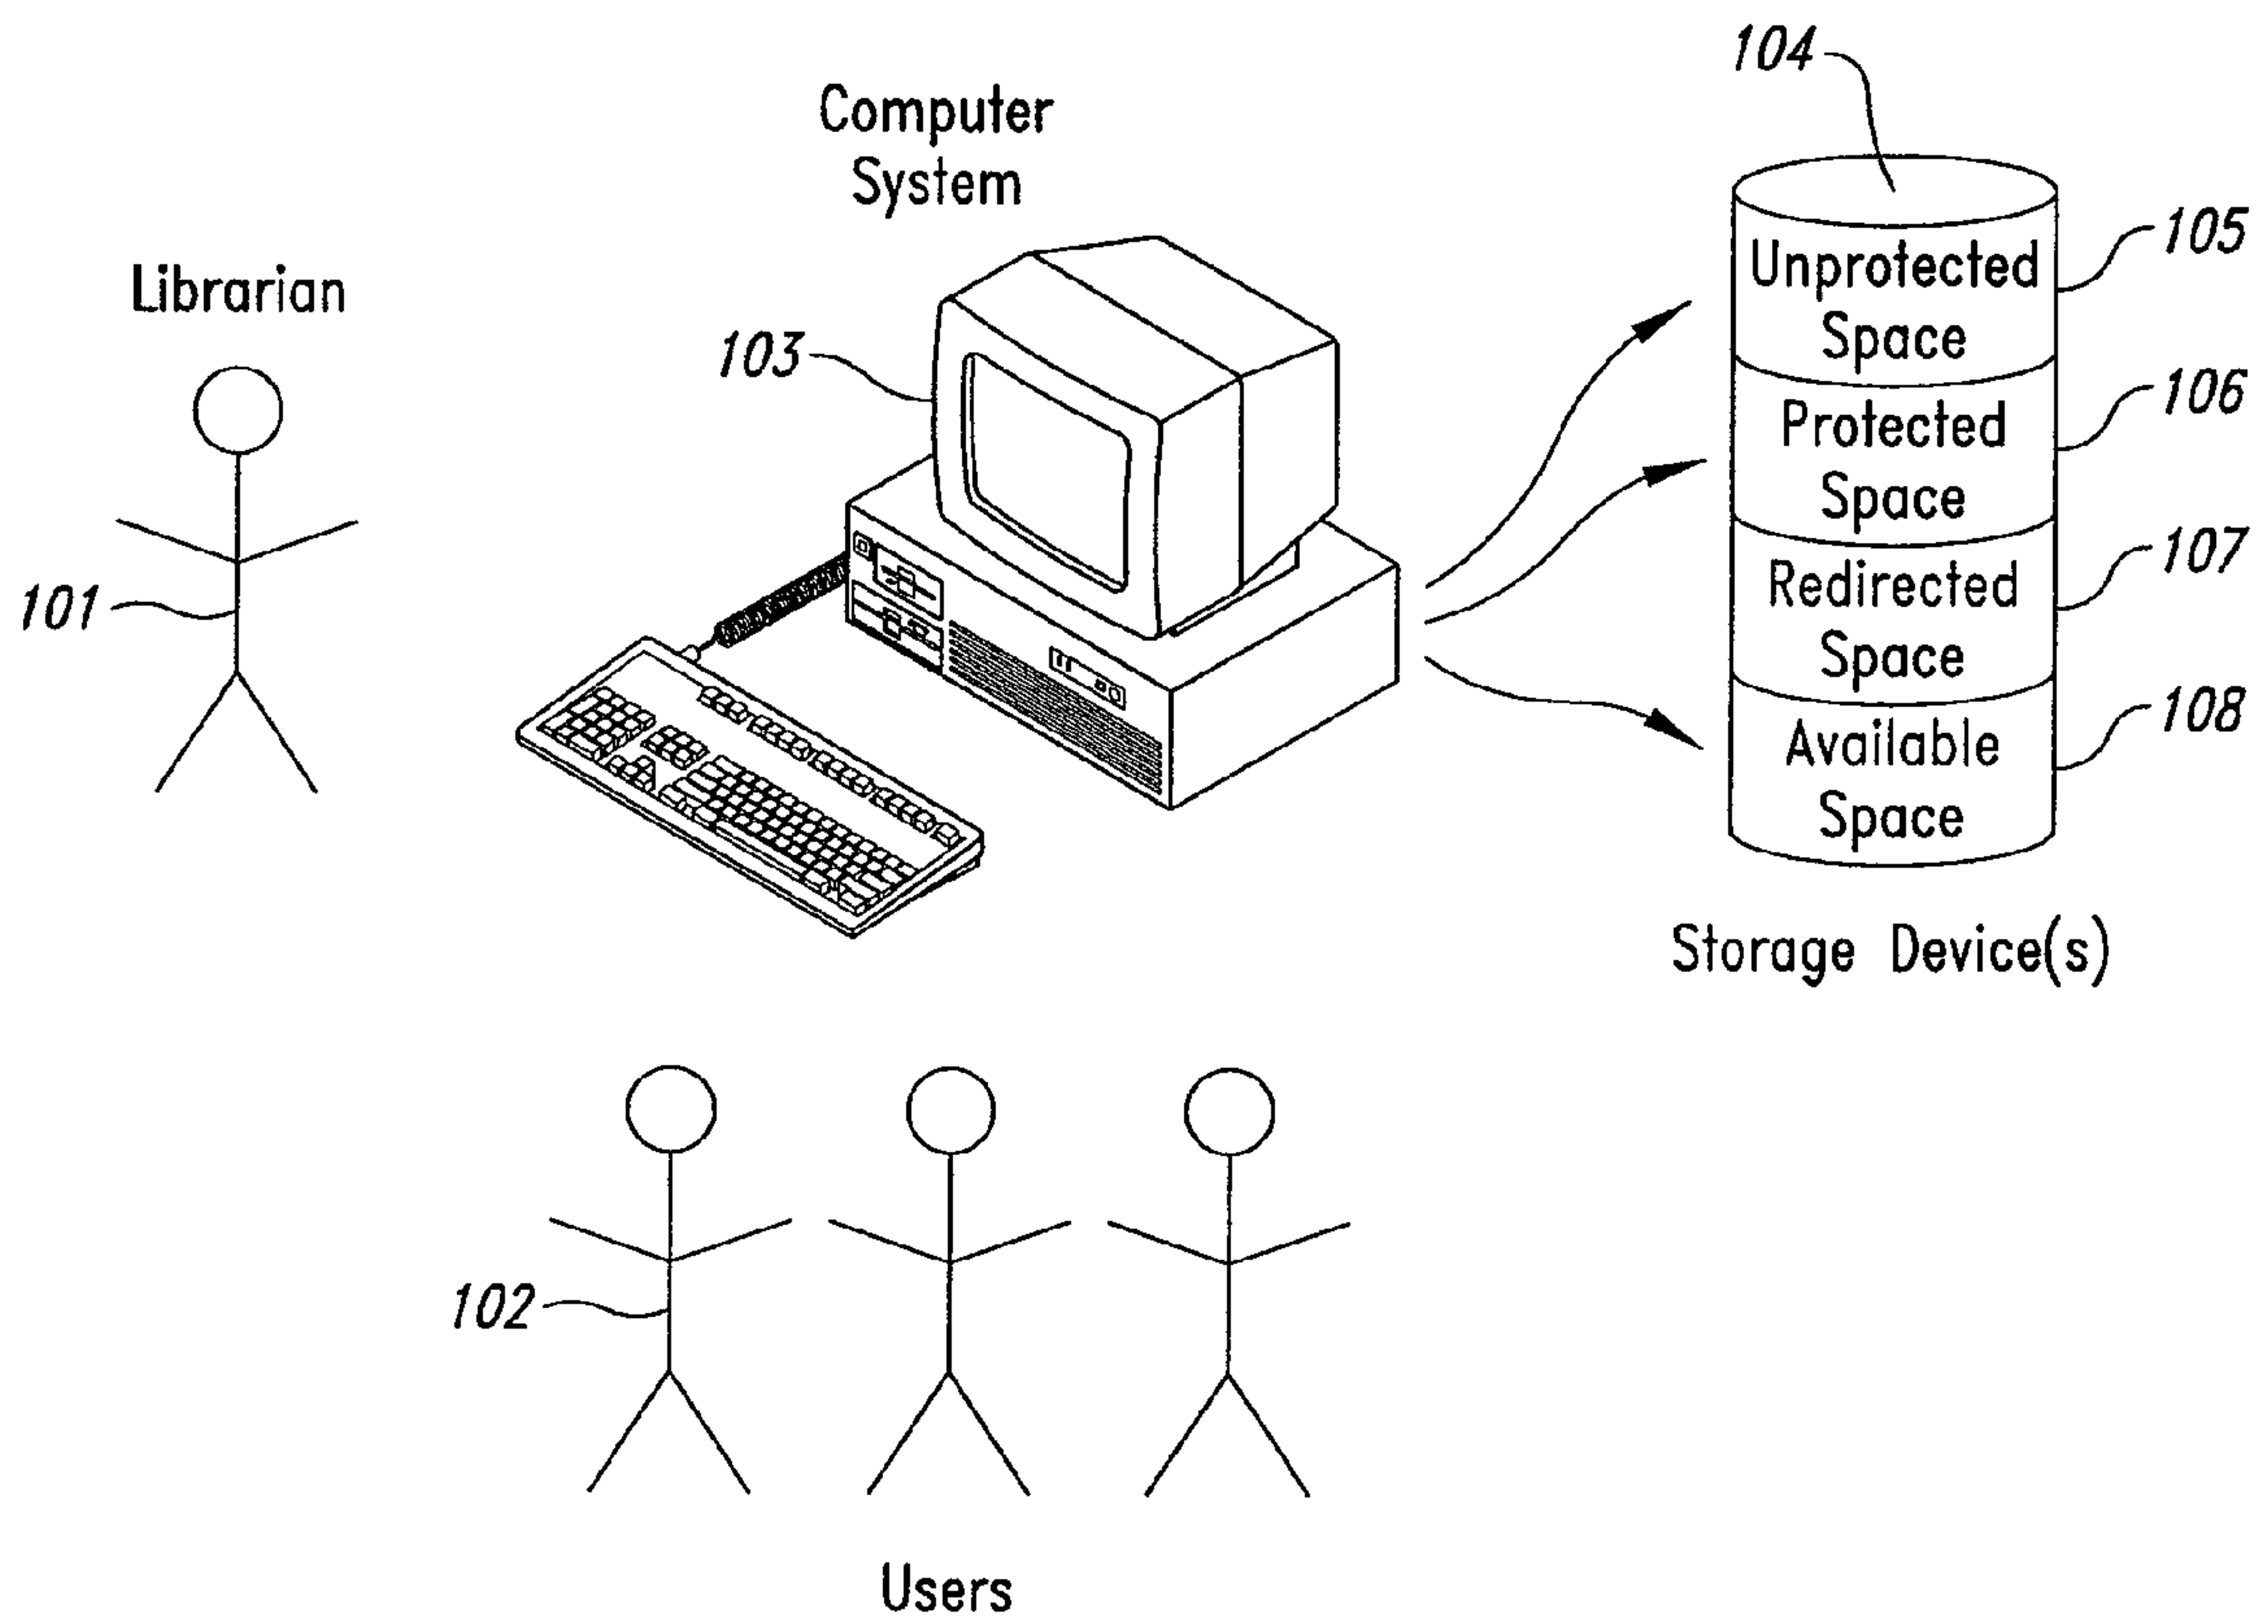 104
Computer
System
105
Unprotected
Space
Librarian
103
106
Protected
Space
107
Redirected
Space
101
108
Available
Space
Storage Device(s)
102
Users